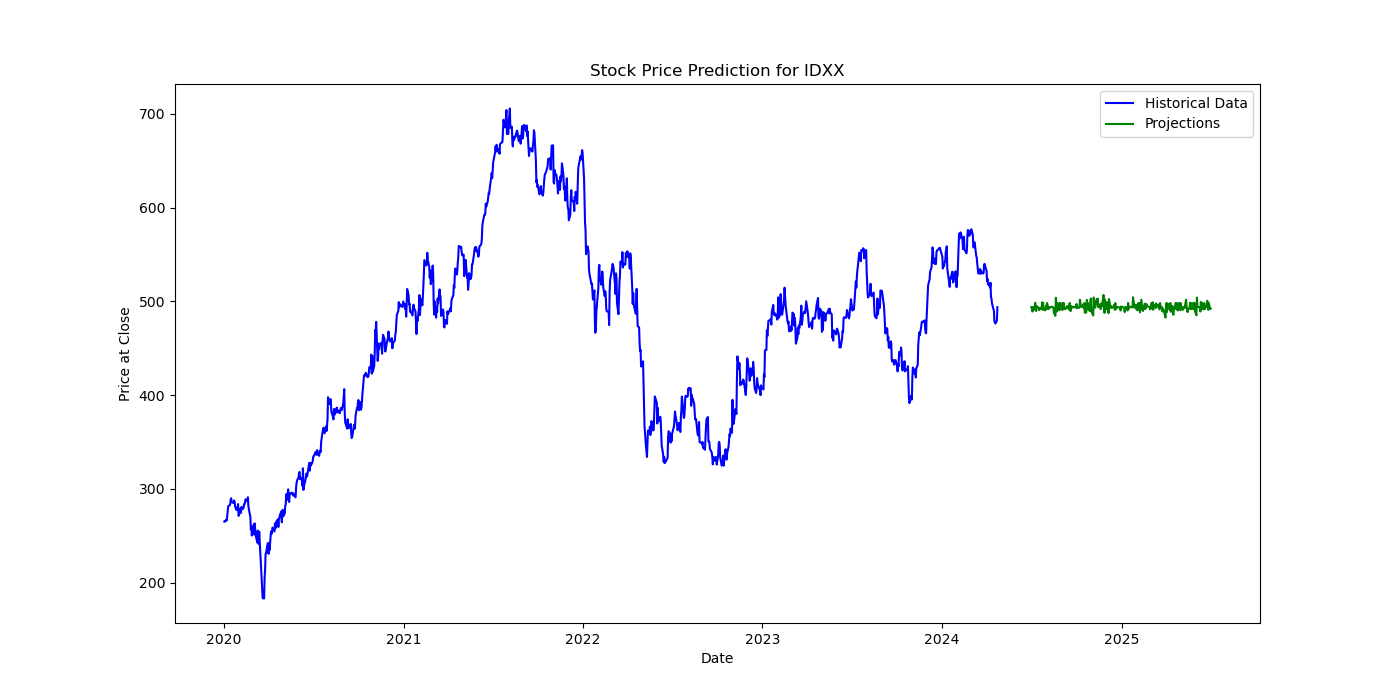 Stock Price Prediction for IDXX
Historical Data
Projections
Price at Close
700
600
500
400
300
200
2020 2021 2022 2023 2024 2025
Date